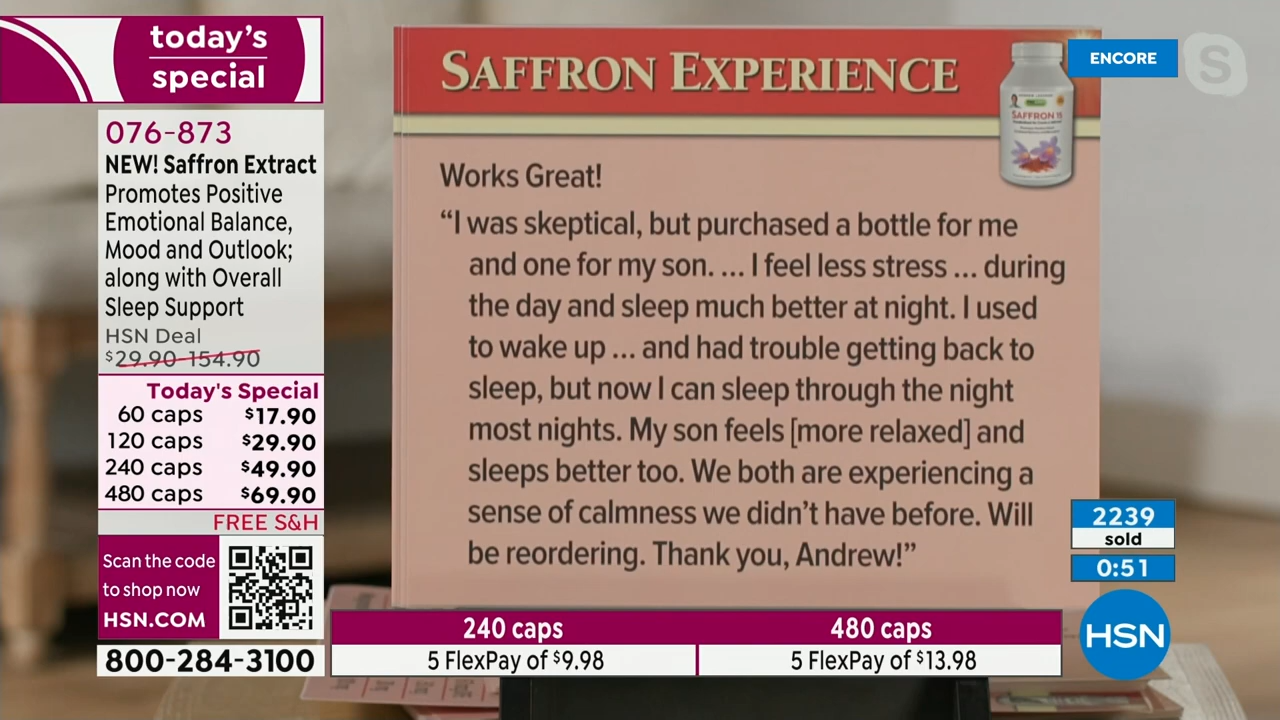 today's
special
076-873
NEW! Saffron Extract
Promotes Positive
Emotional Balance,
Mood and Outlook;
along with Overall
Sleep Support
HSN Deal
$29.90-154.90
Today's Special
60 caps $17.90
120 caps $29.90
240 caps $49.90
480 caps $69.90
FREE S&H
Scan the code
to shop now
HSN.COM
800-284-3100
SAFFRON EXPERIENCE
SAFFRON
Works Great!
“I was skeptical, but purchased a bottle for me
and one for my son. ... I feel less stress ... during
the day and sleep much better at night. I used
to wake up ... and had trouble getting back to
sleep, but now I can sleep through the night
most nights. My son feels [more relaxed] and
sleeps better too. We both are experiencing a
sense of calmness we didn't have before. Will
be reordering. Thank you, Andrew!”
ENCORE
S
2239
sold
0:51
HSN
240 caps 480 caps
5 FlexPay of $9.98 5 FlexPay of $13.98